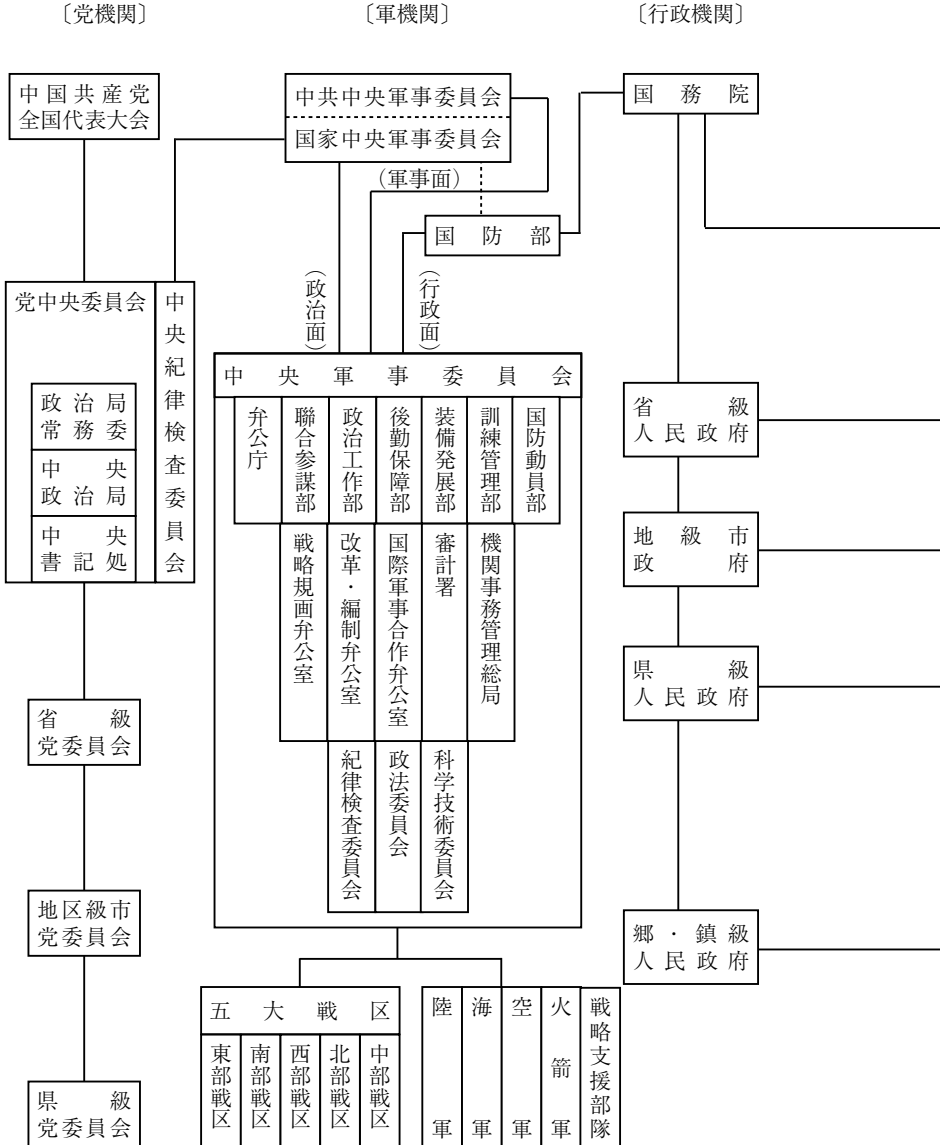 〔党機関〕
〔軍機関〕
〔行政機関〕
中国共産党
全国代表大会
中共中央軍事委員会
国家中央軍事委員会
国務院
（軍事面）
国防部
（政治面）
（行政面）
党中央委員会
中央紀律検査委員会
政治局
常務委
中央
政治局
中央
書記処
中央軍事委員会
弁公庁
聯合参謀部
政治工作部
後勤保障部
装備発展部
訓練管理部
国防動員部
戦略規画弁公室
改革・編制弁公室
国際軍事合作弁公室
審計署
機関事務管理総局
紀律検査委員会
政法委員会
科学技術委員会
省級
人民政府
地級市
政府
県級
人民政府
郷・鎮級
人民政府
省級
党委員会
地区級市
党委員会
県級
党委員会
五大戦区
東部戦区
南部戦区
西部戦区
北部戦区
中部戦区
陸軍
海軍
空軍
火箭軍
戦略支援部隊